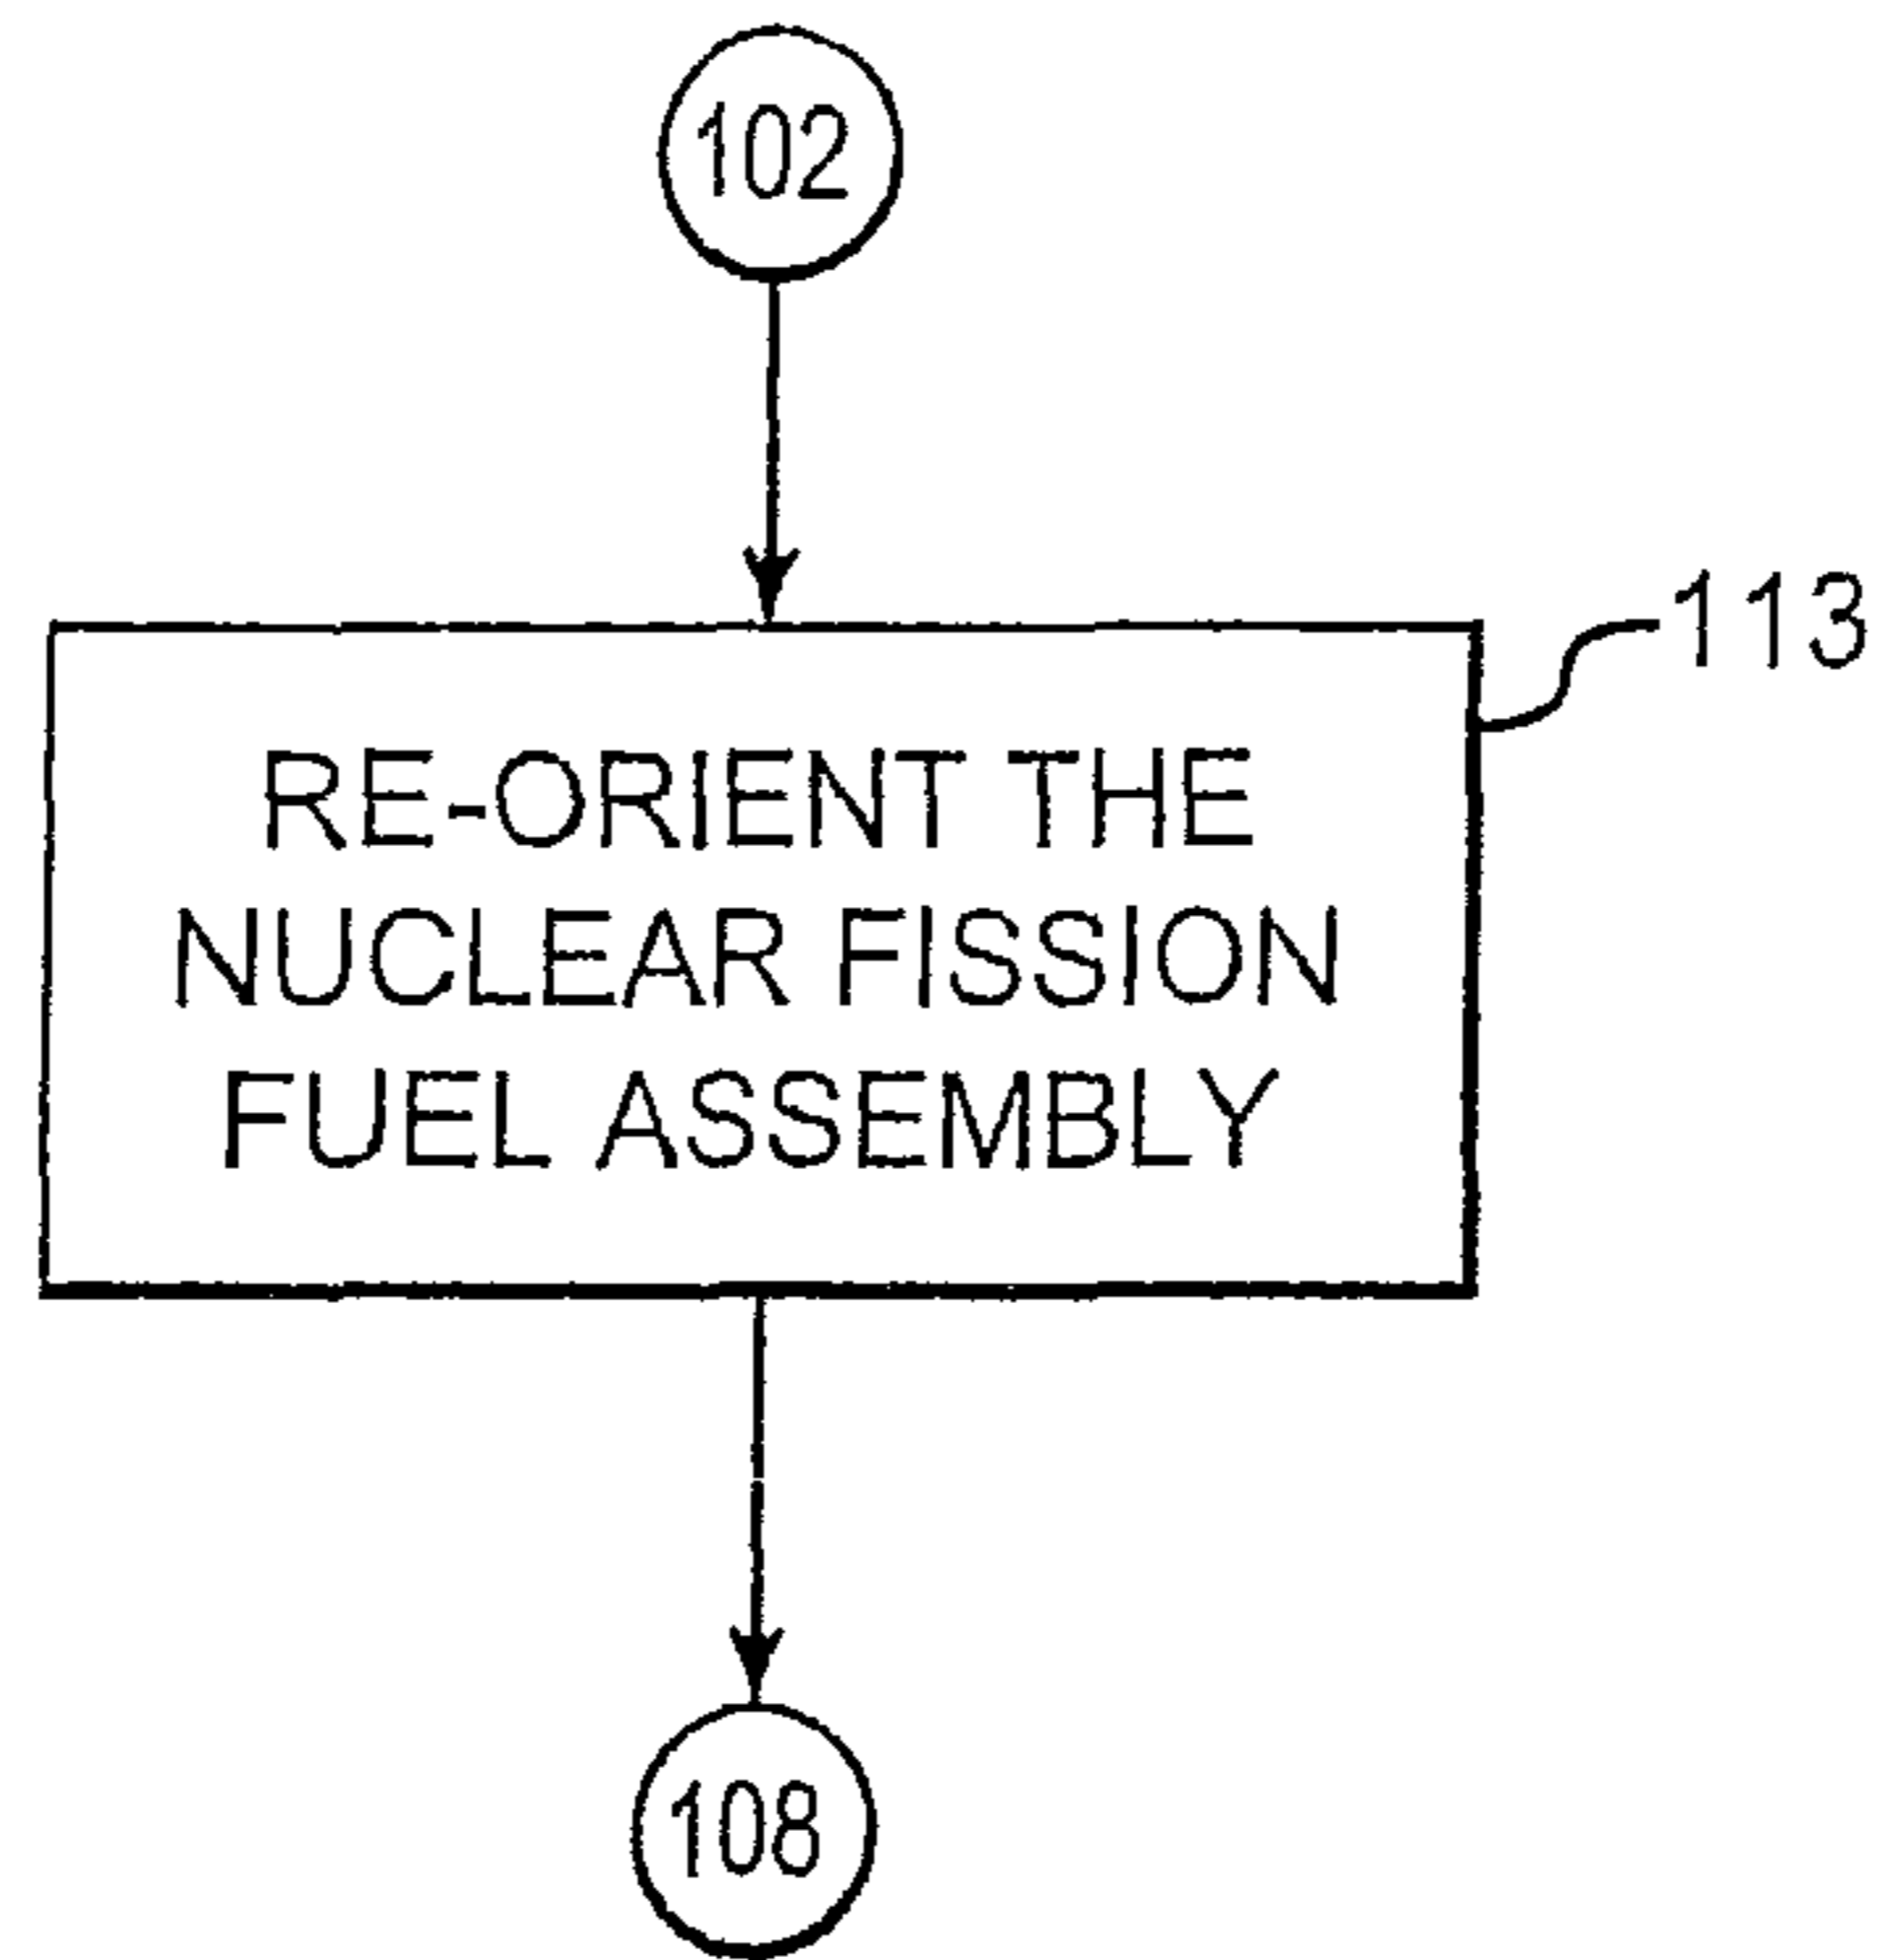 102
113
RE-ORIENT THE
NUCLEAR FISSION
FUEL ASSEMBLY
108